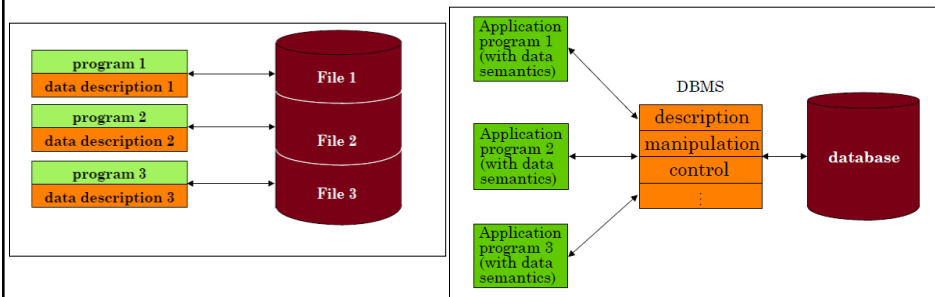 program 1
data description 1
program 2
data description 2
program 3
data description 3
File 1
File 2
File 3
Application
program 1
(with data
semantics)
Application
program 2
(with data
semantics)
Application
program 3
(with data
semantics)
DBMS
description
manipulation
control
⋮
database